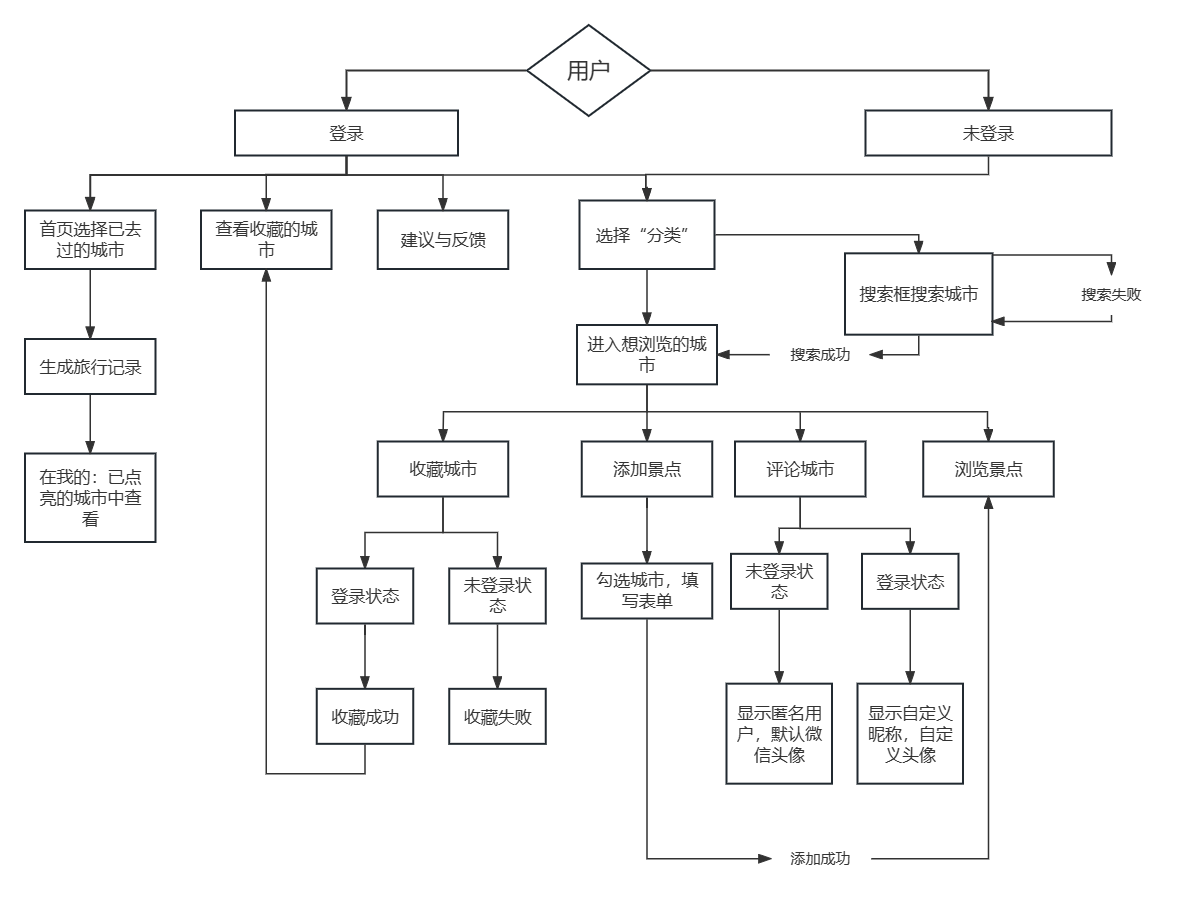 用户
登录
未登录
首页选择已去
过的城市
查看收藏的城
市
建议与反馈
选择“分类”
搜索框搜索城市
搜索失败
生成旅行记录
进入想浏览的城
市
搜索成功
在我的：已点
亮的城市中查
看
收藏城市
添加景点
评论城市
浏览景点
登录状态
未登录状
态
勾选城市，填
写表单
未登录状
态
登录状态
收藏成功
收藏失败
显示匿名用
户，默认微
信头像
显示自定义
昵称，自定
义头像
添加成功